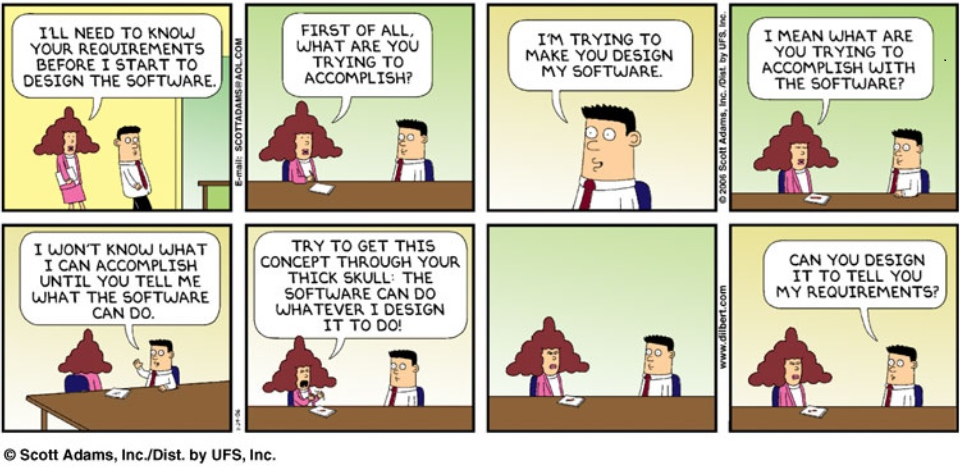 I'LL NEED TO KNOW
YOUR REQUIREMENTS
BEFORE I START TO
DESIGN THE SOFTWARE.
E-mail: SCOTTADAMS@AOL.COM
FIRST OF ALL,
WHAT ARE YOU
TRYING TO
ACCOMPLISH?
I'M TRYING TO
MAKE YOU DESIGN
MY SOFTWARE.
© 2006 Scott Adams, Inc./Dist. by UFS, Inc.
I MEAN WHAT ARE
YOU TRYING TO
ACCOMPLISH WITH
THE SOFTWARE?
I WON'T KNOW WHAT
I CAN ACCOMPLISH
UNTIL YOU TELL ME
WHAT THE SOFTWARE
CAN DO.
TRY TO GET THIS
CONCEPT THROUGH YOUR
THICK SKULL: THE
SOFTWARE CAN DO
WHATEVER I DESIGN
IT TO DO!
www.dilbert.com
CAN YOU DESIGN
IT TO TELL YOU
MY REQUIREMENTS?
© Scott Adams, Inc./Dist. by UFS, Inc.